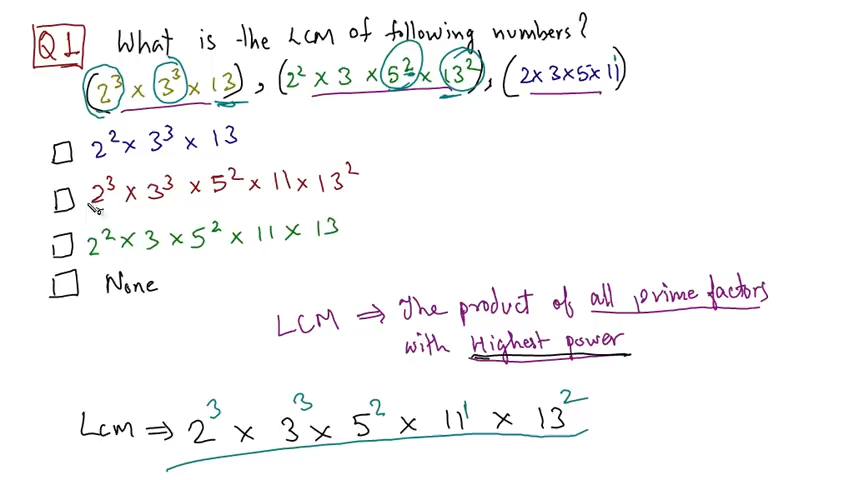 Q1 What is the LCM of following numbers?
(2³ × 3³ × 13), (2² × 3 × 5² × 13²), (2 × 3 × 5 × 11¹)
2² × 3³ × 13
2³ × 3³ × 5² × 11 × 13²
2² × 3 × 5² × 11 × 13
None
LCM ⇒ The product of all prime factors
with Highest power
LCM ⇒ 2³ × 3³ × 5² × 11¹ × 13²